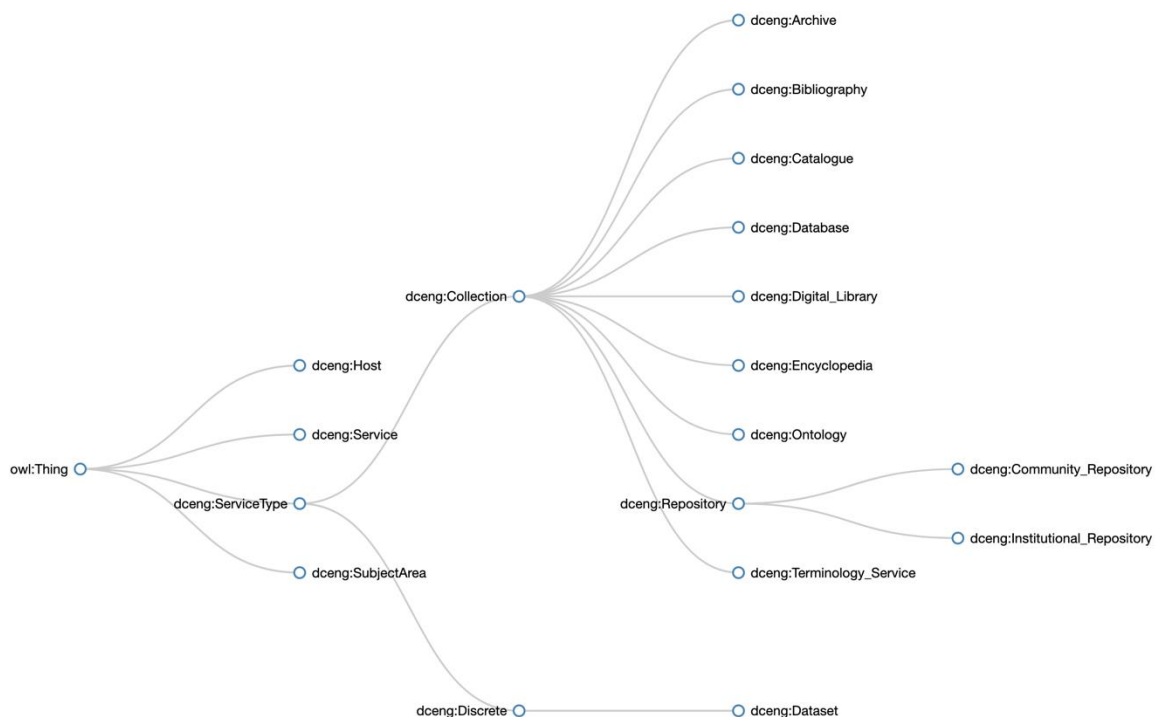 dceng:Archive
dceng:Bibliography
dceng:Catalogue
dceng:Database
dceng:Collection
dceng:Digital_Library
dceng:Host
dceng:Encyclopedia
dceng:Service
dceng:Ontology
owl:Thing
dceng:Community_Repository
dceng:ServiceType
dceng:Repository
dceng:Institutional_Repository
dceng:SubjectArea
dceng:Terminology_Service
dceng:Discrete
dceng:Dataset